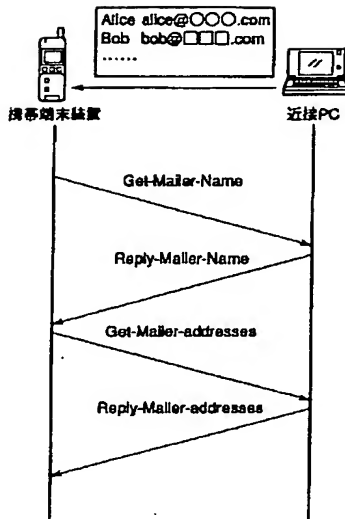 Alice alice@○○○.com
Bob bob@□□□.com
......
携帯端末装置
近接PC
Get-Mailer-Name
Reply-Mailer-Name
Get-Mailer-addresses
Reply-Mailer-addresses